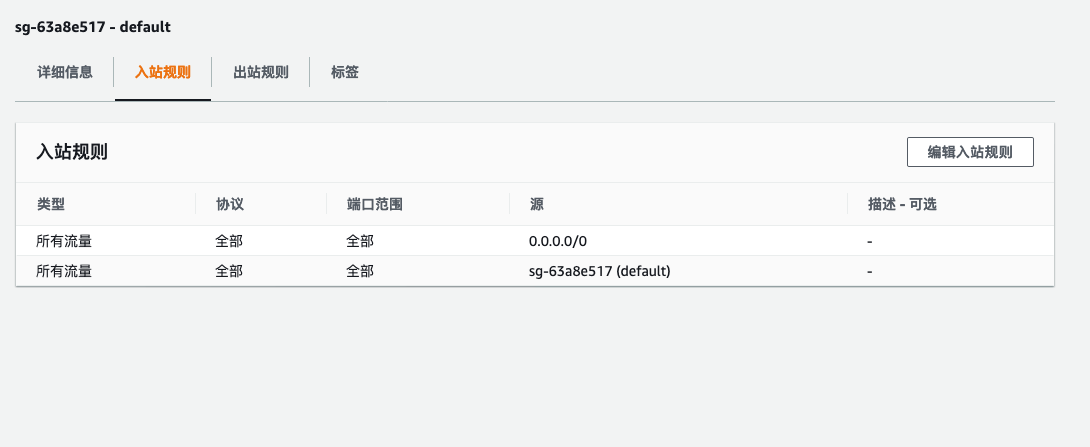 sg-63a8e517 - default
详细信息 入站规则 出站规则 标签
入站规则 编辑入站规则
类型 协议 端口范围 源 描述 - 可选
所有流量 全部 全部 0.0.0.0/0 -
所有流量 全部 全部 sg-63a8e517 (default) -